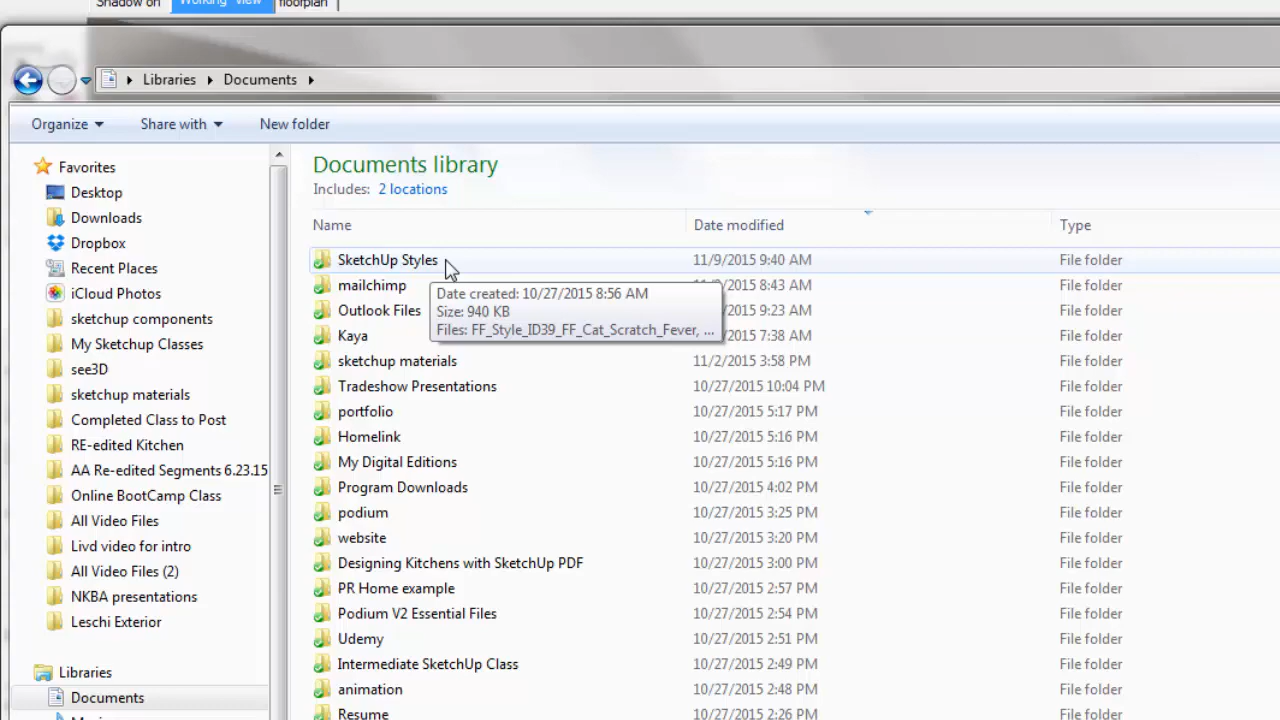 Shadow on Working View floorplan
Libraries Documents
Organize Share with New folder
Favorites
Desktop
Downloads
Dropbox
Recent Places
iCloud Photos
sketchup components
My Sketchup Classes
see3D
sketchup materials
Completed Class to Post
RE-edited Kitchen
AA Re-edited Segments 6.23.15
Online BootCamp Class
All Video Files
Livd video for intro
All Video Files (2)
NKBA presentations
Leschi Exterior
Libraries
Documents
Documents library
Includes: 2 locations
Name Date modified Type
SketchUp Styles 11/9/2015 9:40 AM File folder
mailchimp 8:43 AM File folder
Outlook Files 9:23 AM File folder
Kaya 7:38 AM File folder
Date created: 10/27/2015 8:56 AM
Size: 940 KB
Files: FF_Style_ID39_FF_Cat_Scratch_Fever, ...
sketchup materials 11/2/2015 3:58 PM File folder
Tradeshow Presentations 10/27/2015 10:04 PM File folder
portfolio 10/27/2015 5:17 PM File folder
Homelink 10/27/2015 5:16 PM File folder
My Digital Editions 10/27/2015 5:16 PM File folder
Program Downloads 10/27/2015 4:02 PM File folder
podium 10/27/2015 3:25 PM File folder
website 10/27/2015 3:20 PM File folder
Designing Kitchens with SketchUp PDF 10/27/2015 3:00 PM File folder
PR Home example 10/27/2015 2:57 PM File folder
Podium V2 Essential Files 10/27/2015 2:54 PM File folder
Udemy 10/27/2015 2:51 PM File folder
Intermediate SketchUp Class 10/27/2015 2:49 PM File folder
animation 10/27/2015 2:48 PM File folder
Resume 10/27/2015 2:26 PM File folder